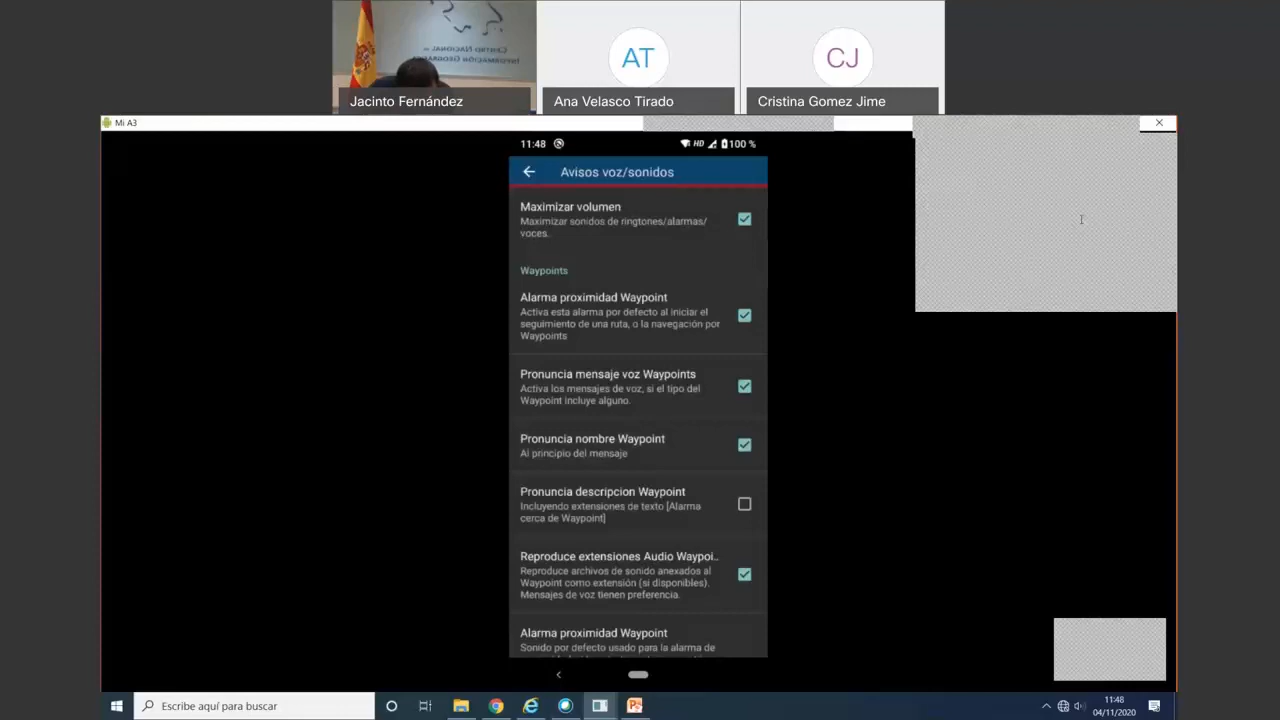 CENTRO NACIONAL DE
INFORMACIÓN GEOGRÁFICA
AT
CJ
Jacinto Fernández
Ana Velasco Tirado
Cristina Gomez Jime
Mi A3
11:48
HD
100 %
Avisos voz/sonidos
Maximizar volumen
Maximizar sonidos de ringtones/alarmas/
voces.
Waypoints
Alarma proximidad Waypoint
Activa esta alarma por defecto al iniciar el
seguimiento de una ruta, o la navegación por
Waypoints
Pronuncia mensaje voz Waypoints
Activa los mensajes de voz, si el tipo del
Waypoint incluye alguno.
Pronuncia nombre Waypoint
Al principio del mensaje
Pronuncia descripcion Waypoint
Incluyendo extensiones de texto [Alarma
cerca de Waypoint]
Reproduce extensiones Audio Waypoi..
Reproduce archivos de sonido anexados al
Waypoint como extensión (si disponibles).
Mensajes de voz tienen preferencia.
Alarma proximidad Waypoint
Sonido por defecto usado para la alarma de
Escribe aquí para buscar
11:48
04/11/2020